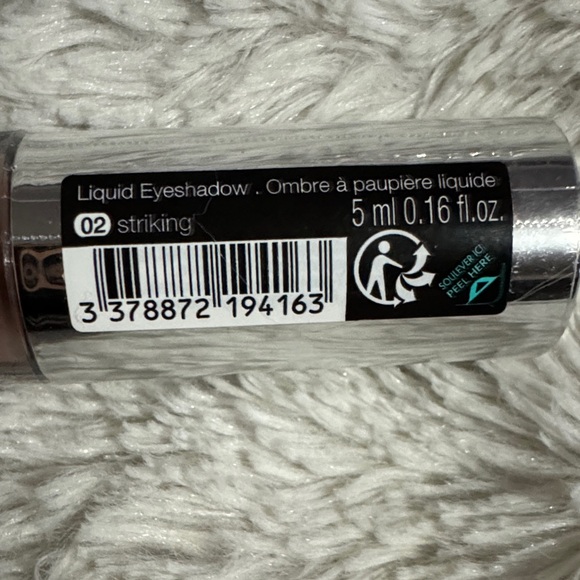 Liquid Eyeshadow . Ombre à paupière liquide
02 striking
5 ml 0.16 fl.oz.
3 378872 194163
SOULEVER ICI
PEEL HERE